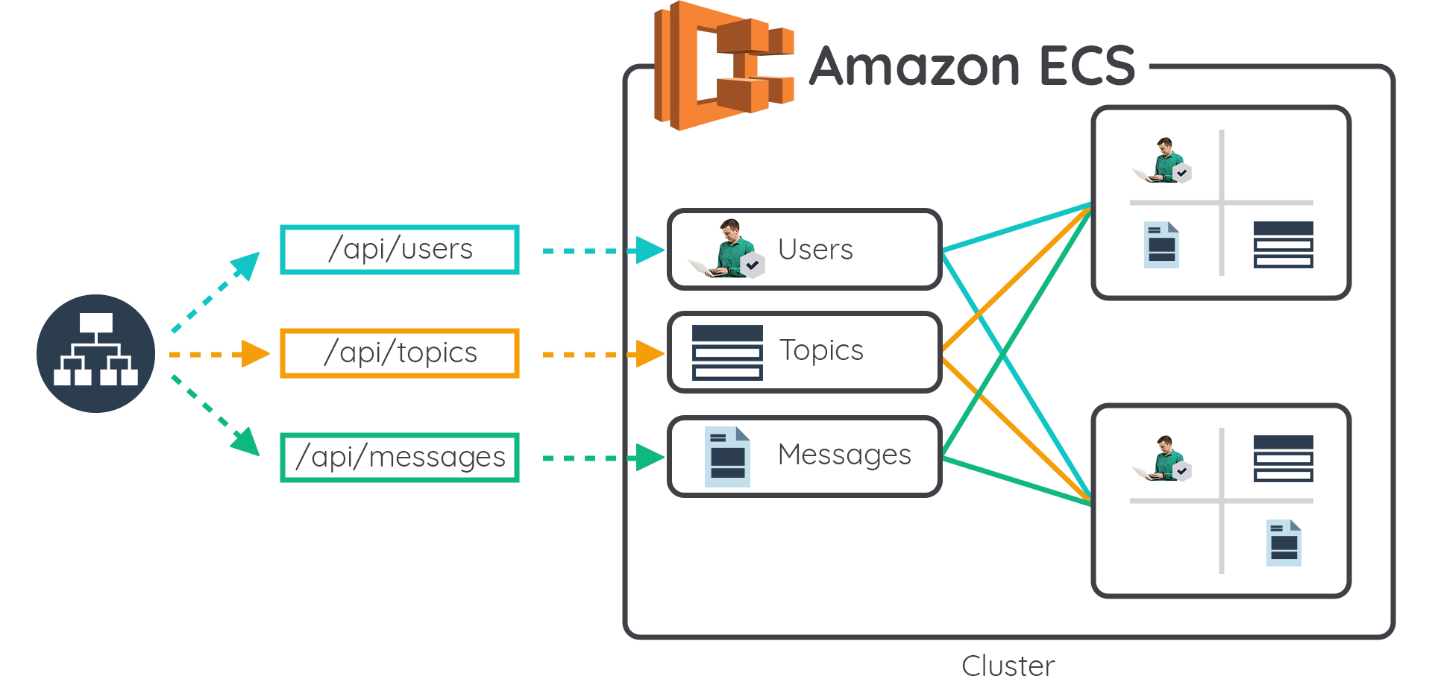 Amazon ECS
/api/users
Users
/api/topics
Topics
/api/messages
Messages
Cluster